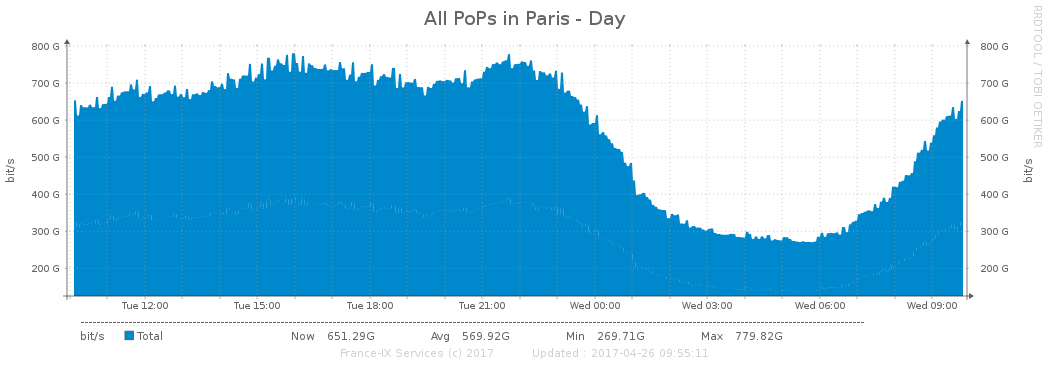 All PoPs in Paris - Day
RRDTOOL / TOBI OETIKER
800 G 800 G
700 G 700 G
600 G 600 G
500 G 500 G
400 G 400 G
300 G 300 G
200 G 200 G
bit/s bit/s
Tue 12:00 Tue 15:00 Tue 18:00 Tue 21:00 Wed 00:00 Wed 03:00 Wed 06:00 Wed 09:00
bit/s Total Now 651.29G Avg 569.92G Min 269.71G Max 779.82G
France-IX Services (c) 2017 Updated : 2017-04-26 09:55:11